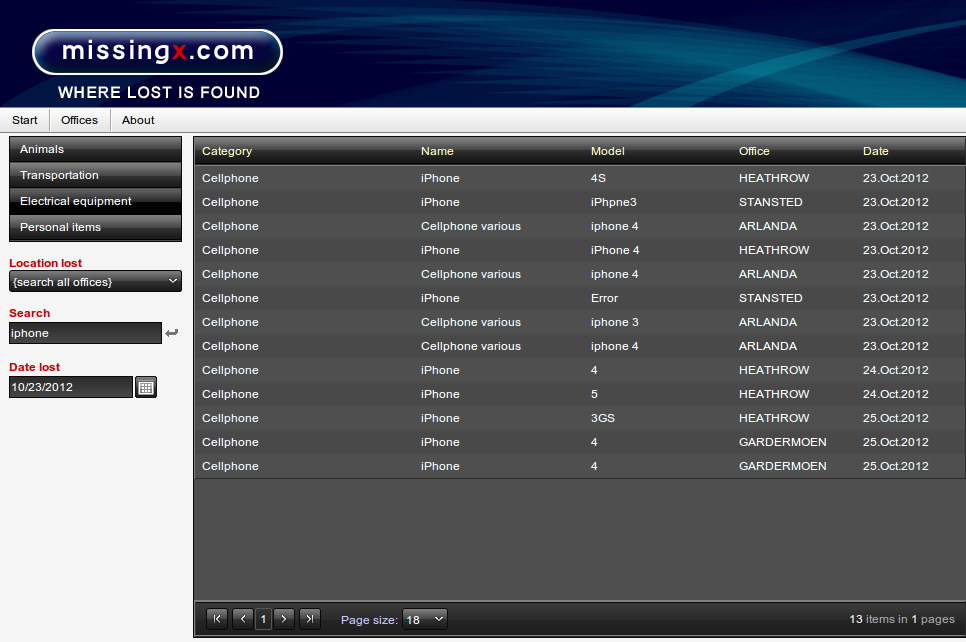 missingx.com
WHERE LOST IS FOUND
Start Offices About
Animals
Transportation
Electrical equipment
Personal items
Location lost
{search all offices}
Search
iphone
Date lost
10/23/2012
Category Name Model Office Date
Cellphone iPhone 4S HEATHROW 23.Oct.2012
Cellphone iPhone iPhpne3 STANSTED 23.Oct.2012
Cellphone Cellphone various iphone 4 ARLANDA 23.Oct.2012
Cellphone iPhone iPhone 4 HEATHROW 23.Oct.2012
Cellphone Cellphone various iphone 4 ARLANDA 23.Oct.2012
Cellphone iPhone Error STANSTED 23.Oct.2012
Cellphone Cellphone various iphone 3 ARLANDA 23.Oct.2012
Cellphone Cellphone various iphone 4 ARLANDA 23.Oct.2012
Cellphone iPhone 4 HEATHROW 24.Oct.2012
Cellphone iPhone 5 HEATHROW 24.Oct.2012
Cellphone iPhone 3GS HEATHROW 25.Oct.2012
Cellphone iPhone 4 GARDERMOEN 25.Oct.2012
Cellphone iPhone 4 GARDERMOEN 25.Oct.2012
1 Page size: 18 13 items in 1 pages